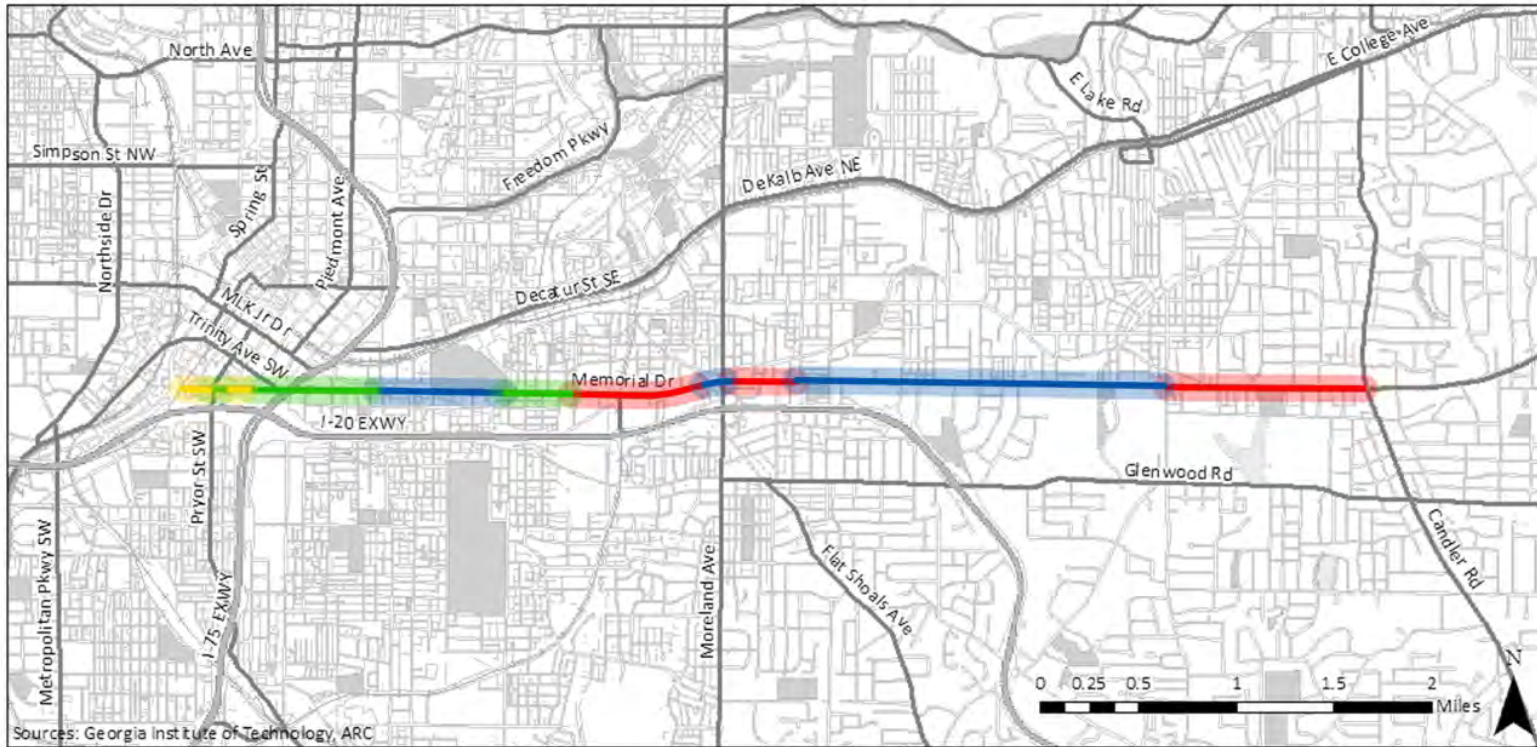 North Ave
E College Ave
E Lake Rd
Simpson St NW
Freedom Pkwy
Spring St
Piedmont Ave
DeKalb Ave NE
Northside Dr
Decatur St SE
MLK Jr Dr
Trinity Ave SW
Memorial Dr
I-20 EXWY
Pryor St SW
Glenwood Rd
Metropolitan Pkwy SW
I-75 EXWY
Moreland Ave
Flat Shoals Ave
Candler Rd
N
0 0.25 0.5 1 1.5 2
Miles
Sources: Georgia Institute of Technology, ARC